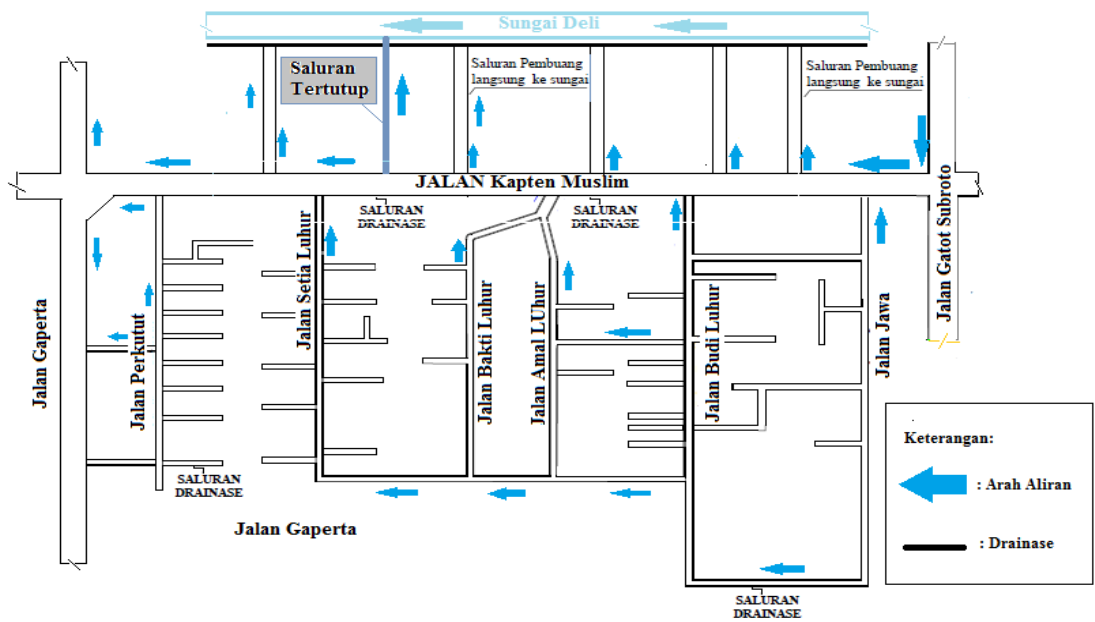 Sungai Deli
Saluran
Tertutup
Saluran Pembuang
langsung ke sungai
Saluran Pembuang
langsung ke sungai
JALAN Kapten Muslim
SALURAN
DRAINASE
SALURAN
DRAINASE
Jalan Gaperta
Jalan Perkutut
Jalan Setia Luhur
Jalan Bakti Luhur
Jalan Amal LUhur
Jalan Budi Luhur
Jalan Jawa
Jalan Gatot Subroto
SALURAN
DRAINASE
Jalan Gaperta
SALURAN
DRAINASE
Keterangan:
: Arah Aliran
: Drainase